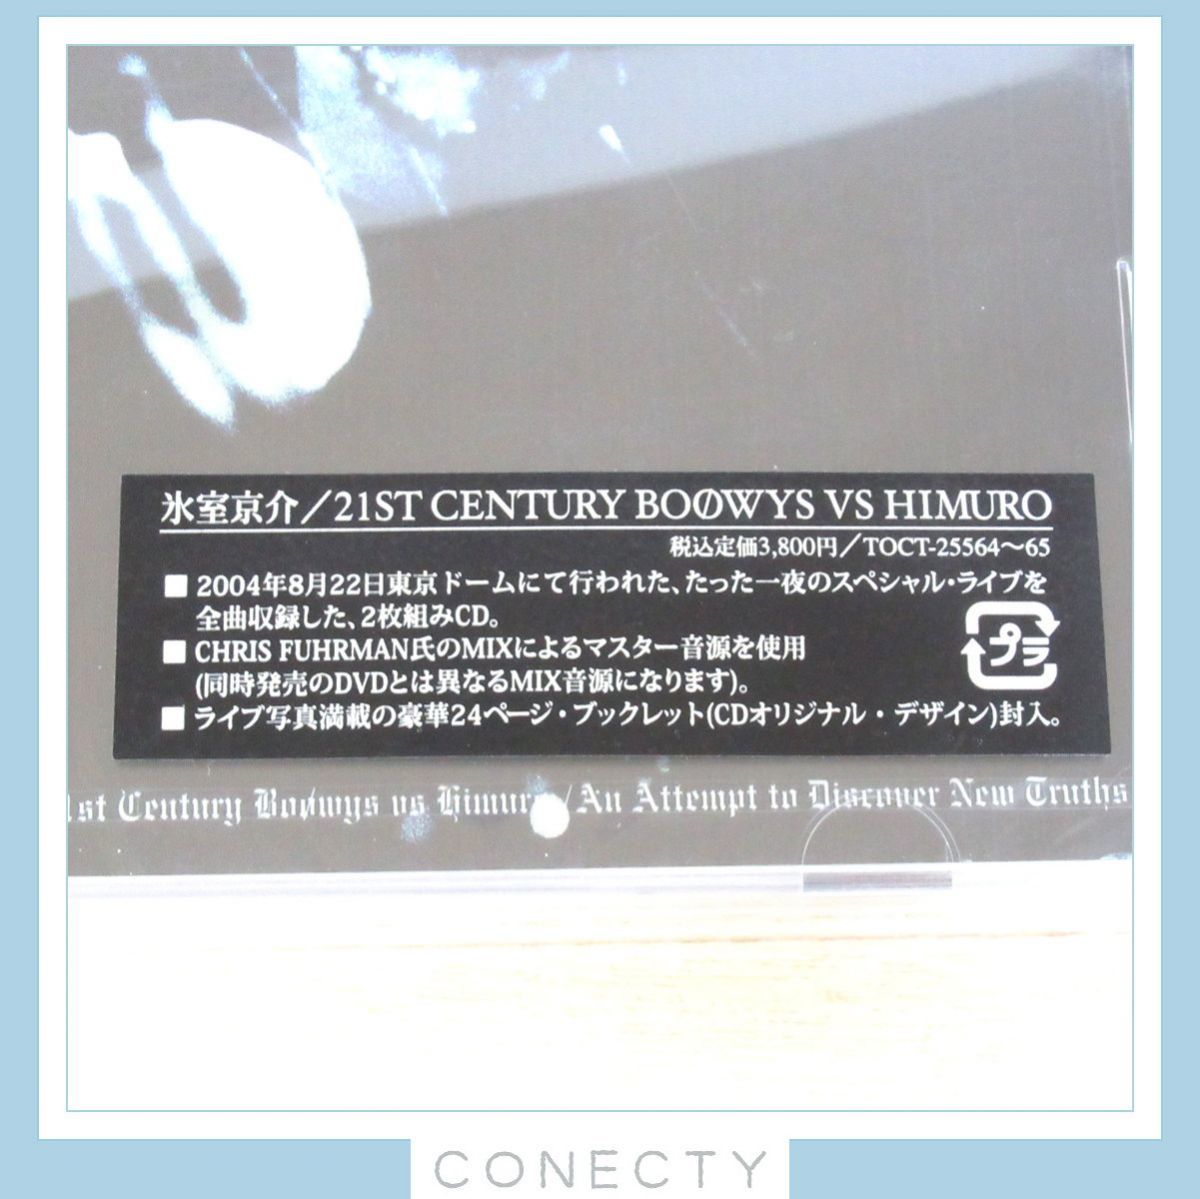 氷室京介／21ST CENTURY BOØWYS VS HIMURO
税込定価3,800円／TOCT-25564～65
■ 2004年8月22日東京ドームにて行われた、たった一夜のスペシャル・ライブを
全曲収録した、2枚組みCD。
■ CHRIS FUHRMAN氏のMIXによるマスター音源を使用
(同時発売のDVDとは異なるMIX音源になります)。
■ ライブ写真満載の豪華24ページ・ブックレット(CDオリジナル・デザイン)封入。
プラ
1st Century Boøwys vs Himuro/An Attempt to Discover New Truths
CONECTY